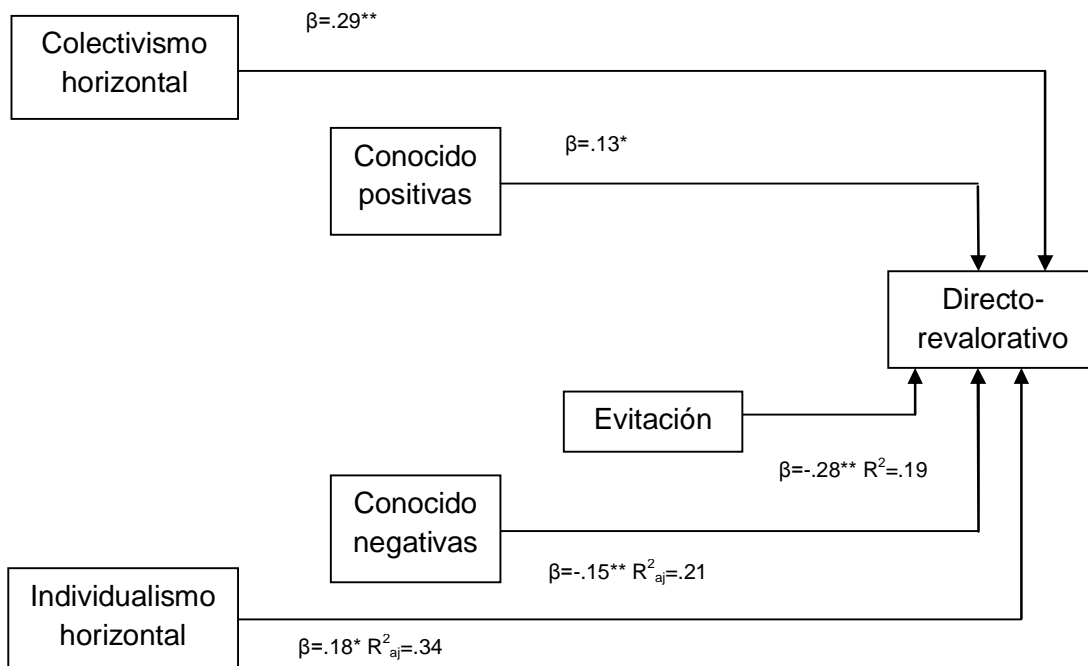 β=.29**
Colectivismo
horizontal
β=.13*
Conocido
positivas
Directo-
revalorativo
Evitación
β=-.28** R²=.19
Conocido
negativas
β=-.15** R²aj=.21
Individualismo
horizontal
β=.18* R²aj=.34